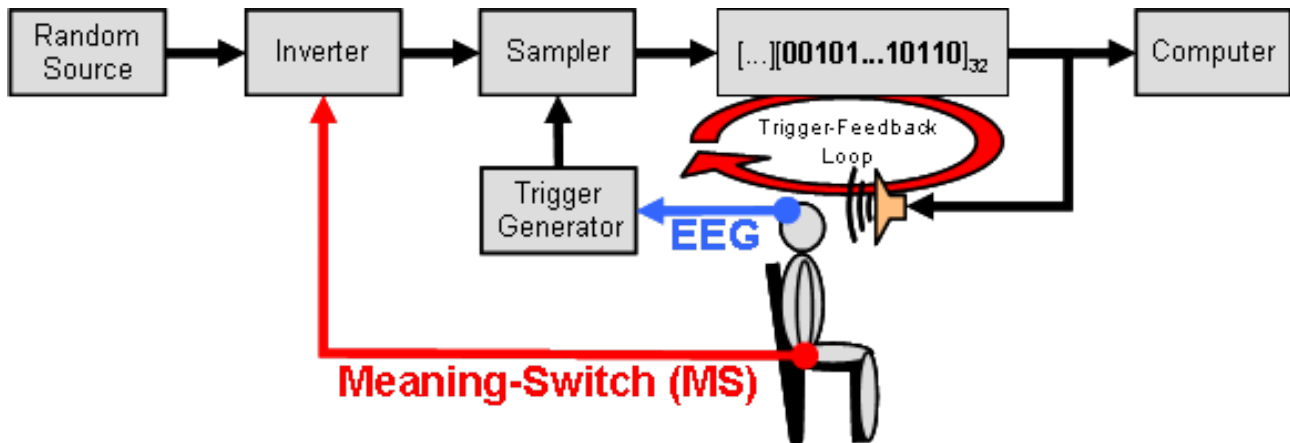 Random
Source
Inverter
Sampler
[...][00101...10110]32
Computer
Trigger-Feedback
Loop
Trigger
Generator
EEG
Meaning-Switch (MS)